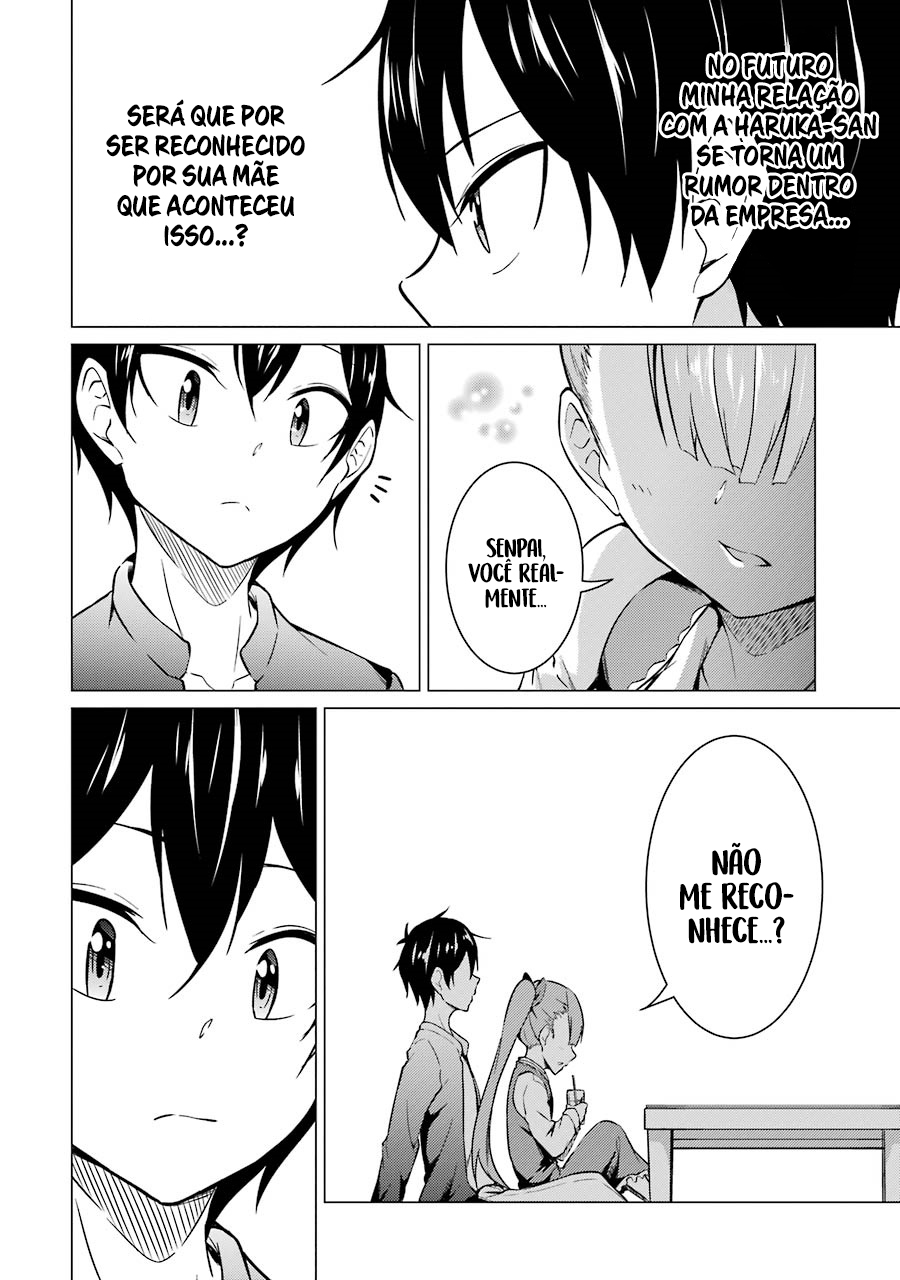 NO FUTURO
MINHA RELAÇÃO
COM A HARUKA-SAN
SE TORNA UM
RUMOR DENTRO
DA EMPRESA...
SERÁ QUE POR
SER RECONHECIDO
POR SUA MÃE
QUE ACONTECEU
ISSO...?
SENPAI,
VOCÊ REAL-
MENTE...
NÃO
ME RECO-
NHECE...?